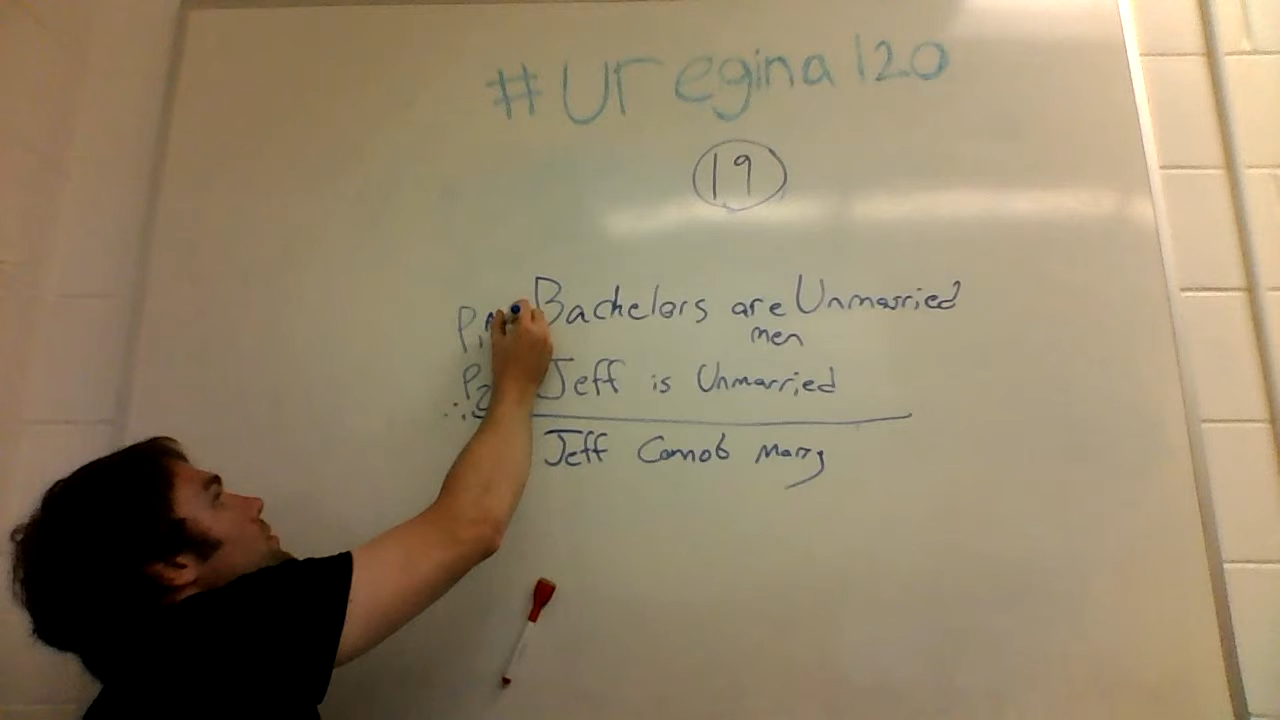 #Uregina120
19
P1 Bachelors are Unmarried
men
P2 Jeff is Unmarried
∴ Jeff Cannot marry